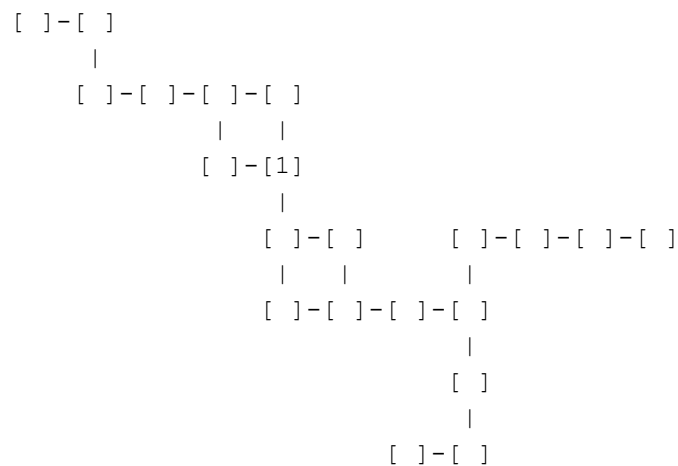 [ ]-[ ]
     |
    [ ]-[ ]-[ ]-[ ]
             |   |
            [ ]-[1]
                 |
                [ ]-[ ]     [ ]-[ ]-[ ]-[ ]
                 |   |       |
                [ ]-[ ]-[ ]-[ ]
                             |
                            [ ]
                             |
                        [ ]-[ ]